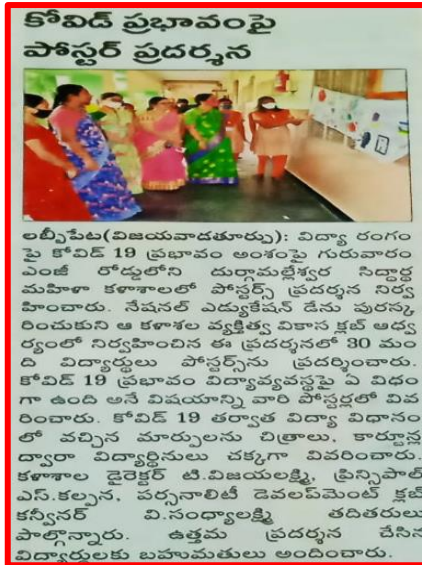 కోవిడ్ ప్రభావంపై
పోస్టర్ ప్రదర్శన
లబ్బీపేట(విజయవాడతూర్పు): విద్యా రంగం
పై కోవిడ్ 19 ప్రభావం అంశంపై గురువారం
ఎంజీ రోడ్డులోని దుర్గామల్లేశ్వర సిద్ధార్థ
మహిళా కళాశాలలో పోస్టర్స్ ప్రదర్శన నిర్వ
హించారు. నేషనల్ ఎడ్యుకేషన్ డేను పురస్క
రించుకుని ఆ కళాశల వ్యక్తిత్వ వికాస క్లబ్ ఆధ్వ
ర్యంలో నిర్వహించిన ఈ ప్రదర్శనలో 30 మం
ది విద్యార్థులు పోస్టర్స్‌ను ప్రదర్శించారు.
కోవిడ్ 19 ప్రభావం విద్యావ్యవస్థపై ఏ విధం
గా ఉంది అనే విషయాన్ని వారి పోస్టర్లలో వివ
రించారు. కోవిడ్ 19 తర్వాత విద్యా విధానం
లో వచ్చిన మార్పులను చిత్రాలు, కార్టూన్ల
ద్వారా విద్యార్థినులు చక్కగా వివరించారు.
కళాశాల డైరెక్టర్ టి.విజయలక్ష్మి, ప్రిన్సిపాల్
ఎస్.కల్పన, పర్సనాలిటీ డెవలప్‌మెంట్ క్లబ్
కన్వీనర్ వి.సంధ్యాలక్ష్మి తదితరులు
పాల్గొన్నారు. ఉత్తమ ప్రదర్శన చేసిన
విద్యార్థులకు బహుమతులు అందించారు.